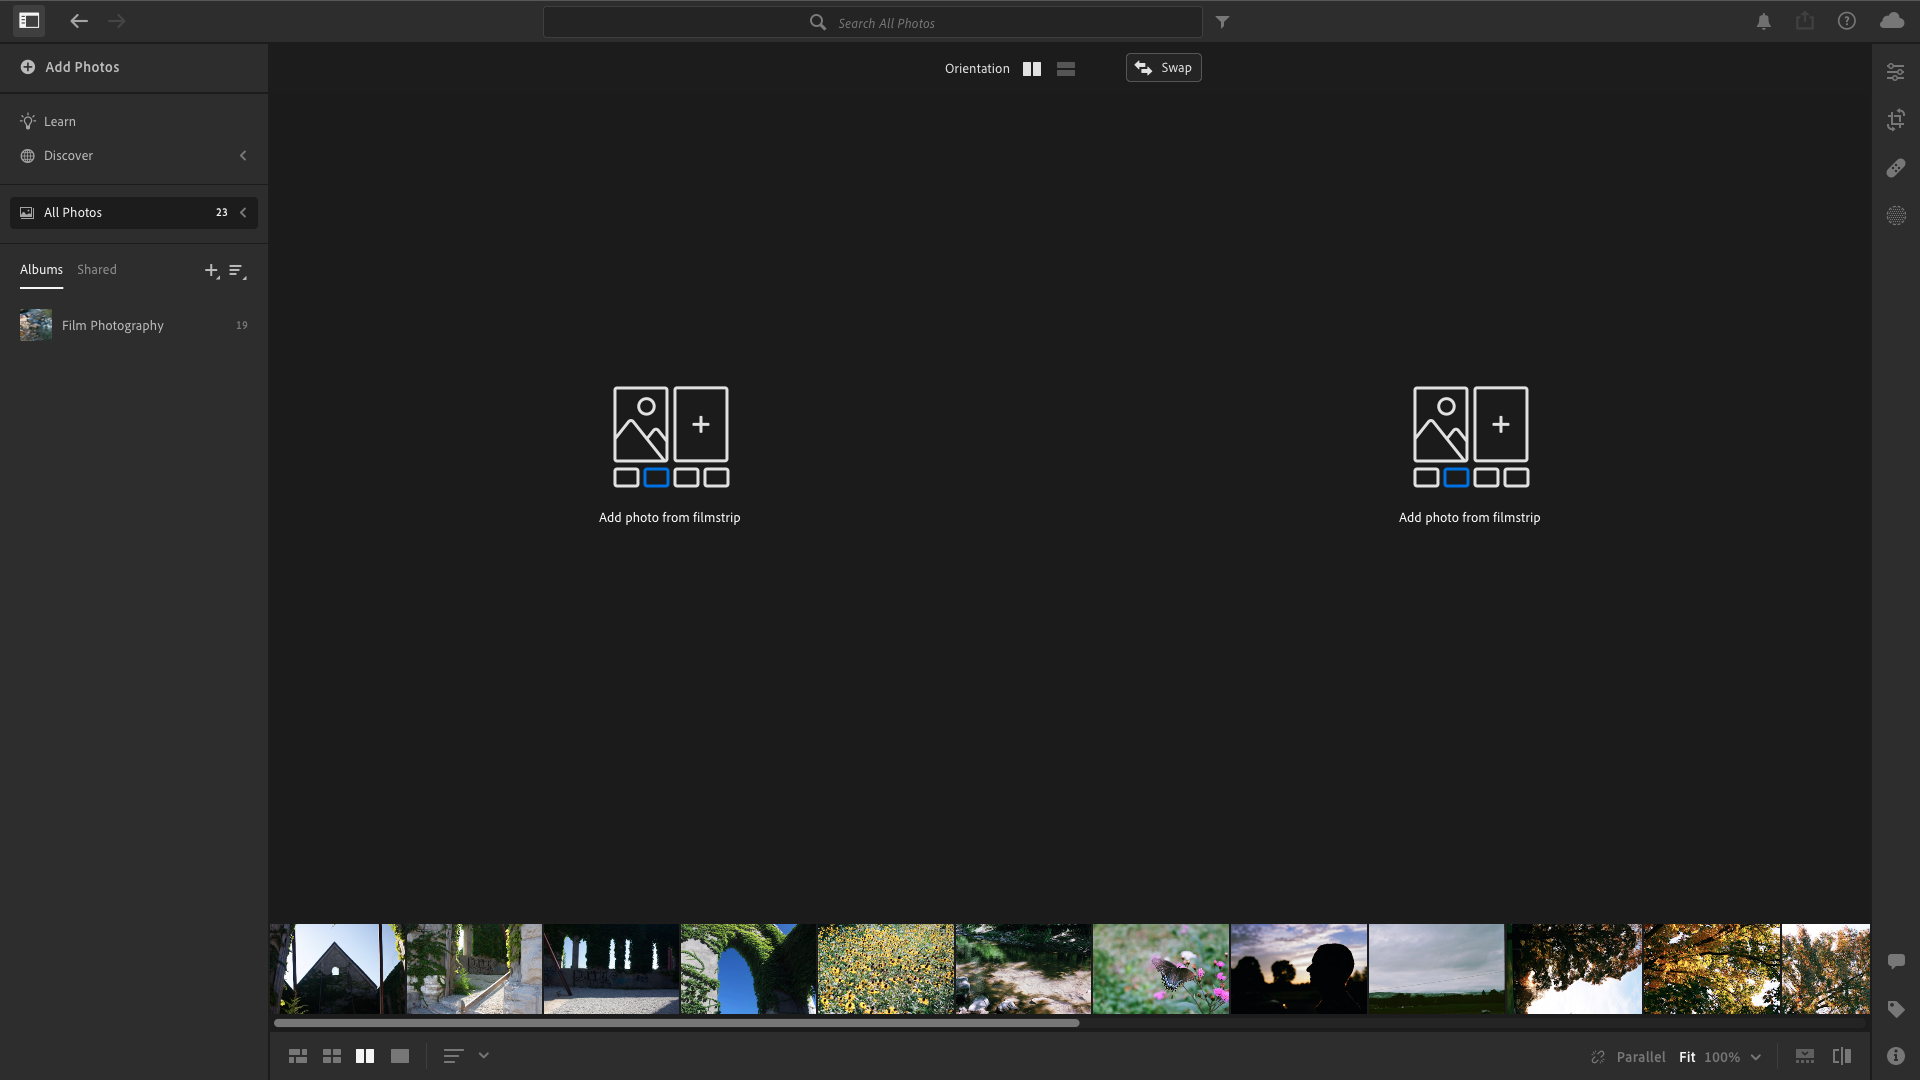 Search All Photos
Add Photos
Orientation
Swap
Learn
Discover
All Photos 23
Albums Shared
Film Photography 19
Add photo from filmstrip
Add photo from filmstrip
Parallel Fit 100%